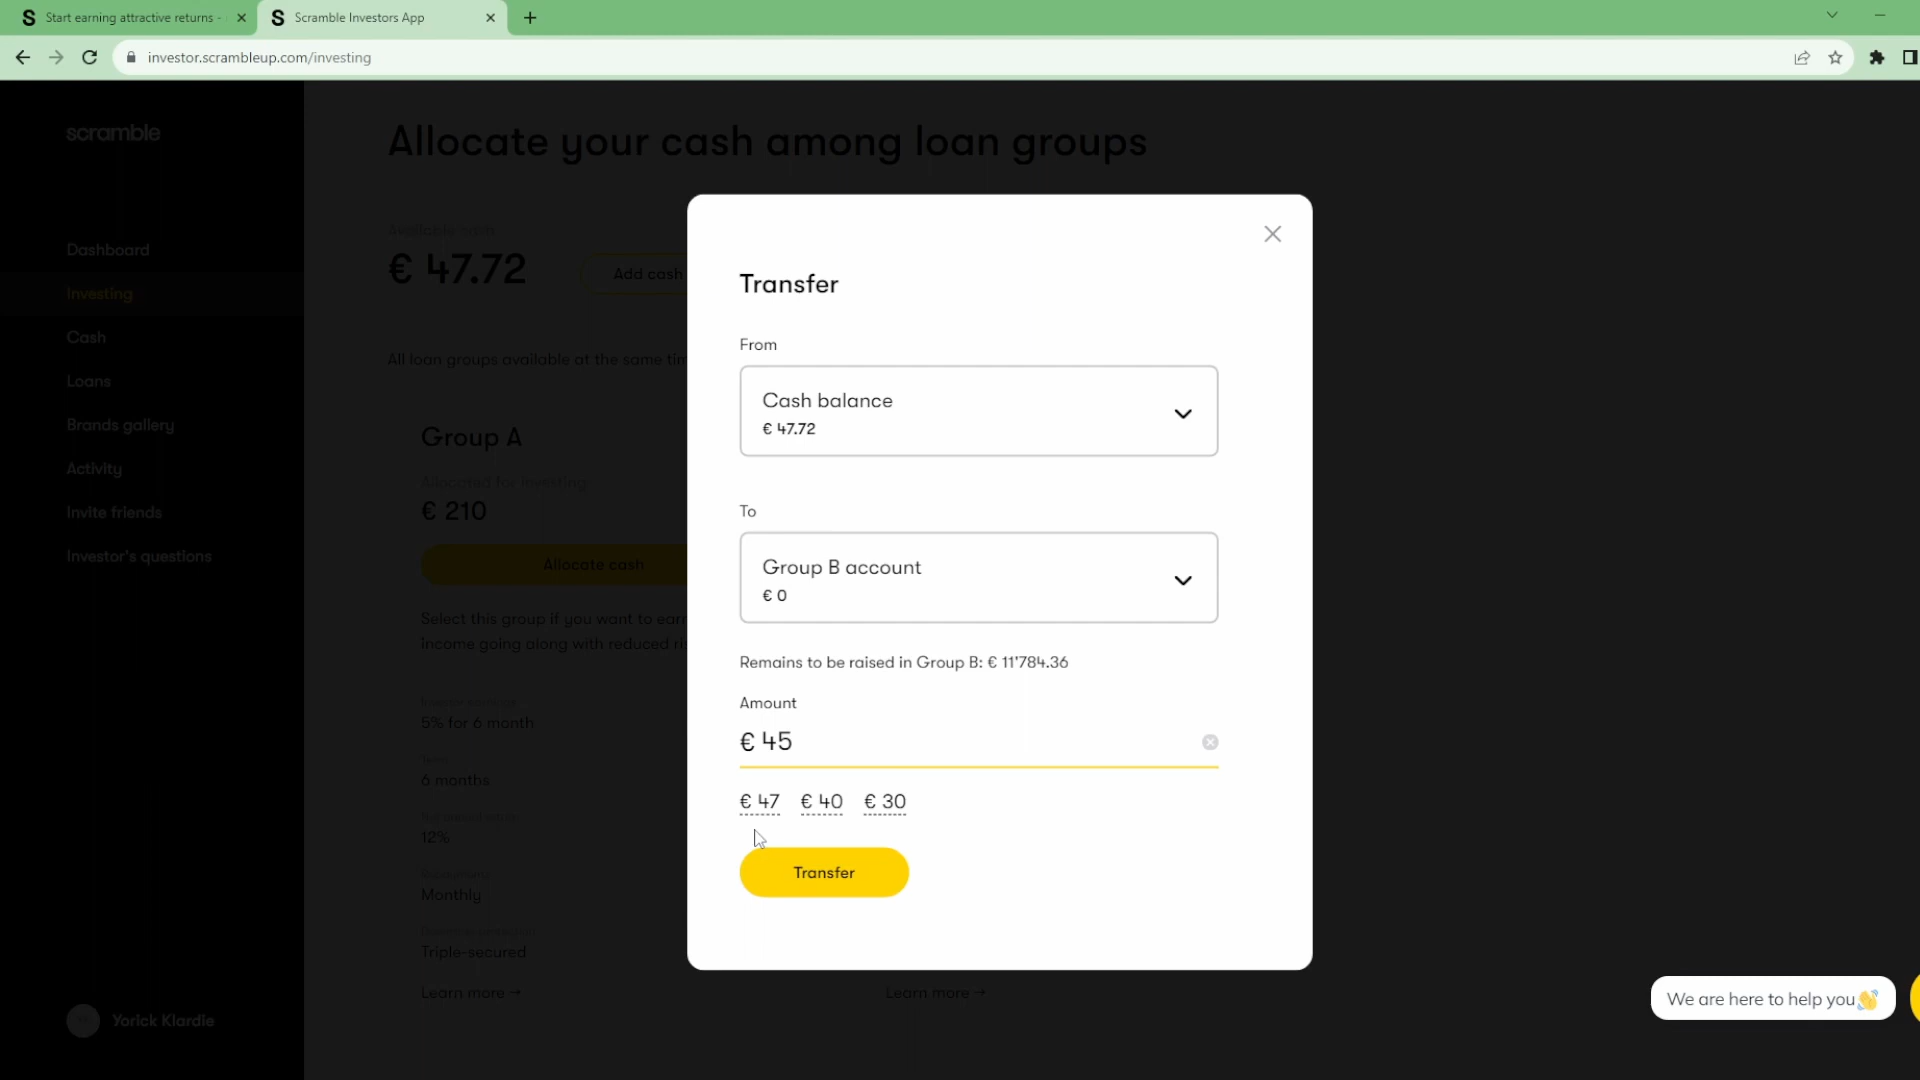 Start earning attractive returns -
Scramble Investors App
investor.scrambleup.com/investing
scramble
Dashboard
Investing
Cash
Loans
Brands gallery
Activity
Invite friends
Investor's questions
Yorick Klardie
Allocate your cash among loan groups
Available cash
€ 47.72
Add cash
All loan groups available at the same tim
Group A
Allocated for investing
€ 210
Allocate cash
Select this group if you want to earn
income going along with reduced ri
5% for 6 month
6 months
12%
Monthly
Triple-secured
Learn more →
Learn more →
Transfer
From
Cash balance
€ 47.72
To
Group B account
€ 0
Remains to be raised in Group B: € 11'784.36
Amount
€ 45
€ 47 € 40 € 30
Transfer
We are here to help you👋